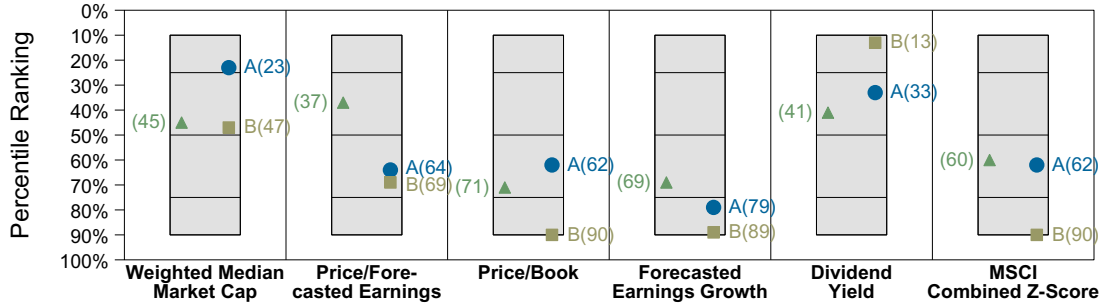 Percentile Ranking
0%
10%
20%
30%
40%
50%
60%
70%
80%
90%
100%
(45)
A(23)
B(47)
(37)
A(64)
B(69)
(71)
A(62)
B(90)
(69)
A(79)
B(89)
(41)
B(13)
A(33)
(60)
A(62)
B(90)
Weighted Median
Market Cap
Price/Fore-
casted Earnings
Price/Book
Forecasted
Earnings Growth
Dividend
Yield
MSCI
Combined Z-Score